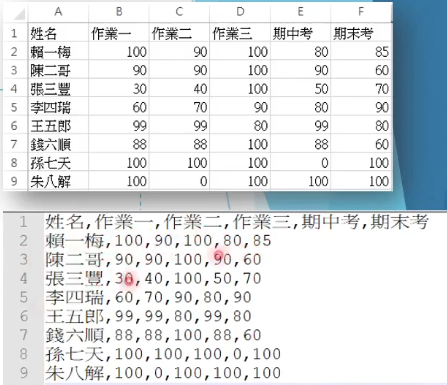 A B C D E F
1 姓名 作業一 作業二 作業三 期中考 期末考
2 賴一梅 100 90 100 80 85
3 陳二哥 90 90 100 90 60
4 張三豐 30 40 100 50 70
5 李四瑞 60 70 90 80 90
6 王五郎 99 99 80 99 80
7 錢六順 88 88 100 88 60
8 孫七天 100 100 100 0 100
9 朱八解 100 0 100 100 100
1 姓名,作業一,作業二,作業三,期中考,期末考
2 賴一梅,100,90,100,80,85
3 陳二哥,90,90,100,90,60
4 張三豐,30,40,100,50,70
5 李四瑞,60,70,90,80,90
6 王五郎,99,99,80,99,80
7 錢六順,88,88,100,88,60
8 孫七天,100,100,100,0,100
9 朱八解,100,0,100,100,100